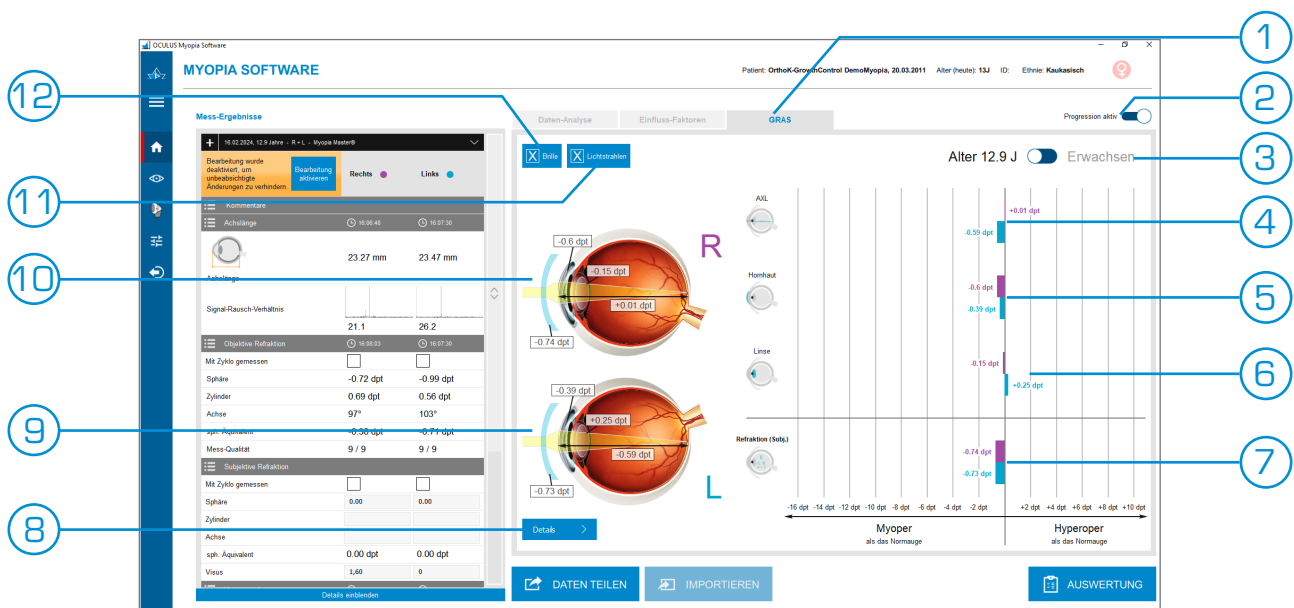 OCULUS Myopia Software
MYOPIA SOFTWARE
Patient: OrthoK-GrowthControl DemoMyopia, 20.03.2011 Alter (heute): 13J ID: Ethnie: Kaukasisch
1
2
3
4
5
6
7
8
9
10
11
12
Mess-Ergebnisse
Daten-Analyse Einfluss-Faktoren GRAS
Progression aktiv
16.02.2024, 12.9 Jahre - R + L - Myopia Master®
Bearbeitung wurde
deaktiviert, um
unbeabsichtigte
Änderungen zu verhindern.
Bearbeitung
aktivieren
Rechts Links
Kommentare
Achslänge 16:06:48 16:07:30
23.27 mm 23.47 mm
Signal-Rausch-Verhältnis
21.1 26.2
Objektive Refraktion 16:08:03 16:07:30
Mit Zyklo gemessen
Sphäre -0.72 dpt -0.99 dpt
Zylinder 0.69 dpt 0.56 dpt
Achse 97° 103°
sph. Äquivalent -0.38 dpt -0.71 dpt
Mess-Qualität 9 / 9 9 / 9
Subjektive Refraktion
Mit Zyklo gemessen
Sphäre 0.00 0.00
Zylinder
Achse
sph. Äquivalent 0.00 dpt 0.00 dpt
Visus 1,60 0
Details einblenden
X Brille X Lichtstrahlen
Alter 12.9 J Erwachsen
R
-0.6 dpt
-0.15 dpt
+0.01 dpt
-0.74 dpt
L
-0.39 dpt
+0.25 dpt
-0.59 dpt
-0.73 dpt
Details
AXL
+0.01 dpt
-0.59 dpt
Hornhaut
-0.6 dpt
-0.39 dpt
Linse
-0.15 dpt
+0.25 dpt
Refraktion (Subj.)
-0.74 dpt
-0.73 dpt
-16 dpt -14 dpt -12 dpt -10 dpt -8 dpt -6 dpt -4 dpt -2 dpt +2 dpt +4 dpt +6 dpt +8 dpt +10 dpt
Myoper Hyperoper
als das Normauge als das Normauge
DATEN TEILEN IMPORTIEREN AUSWERTUNG